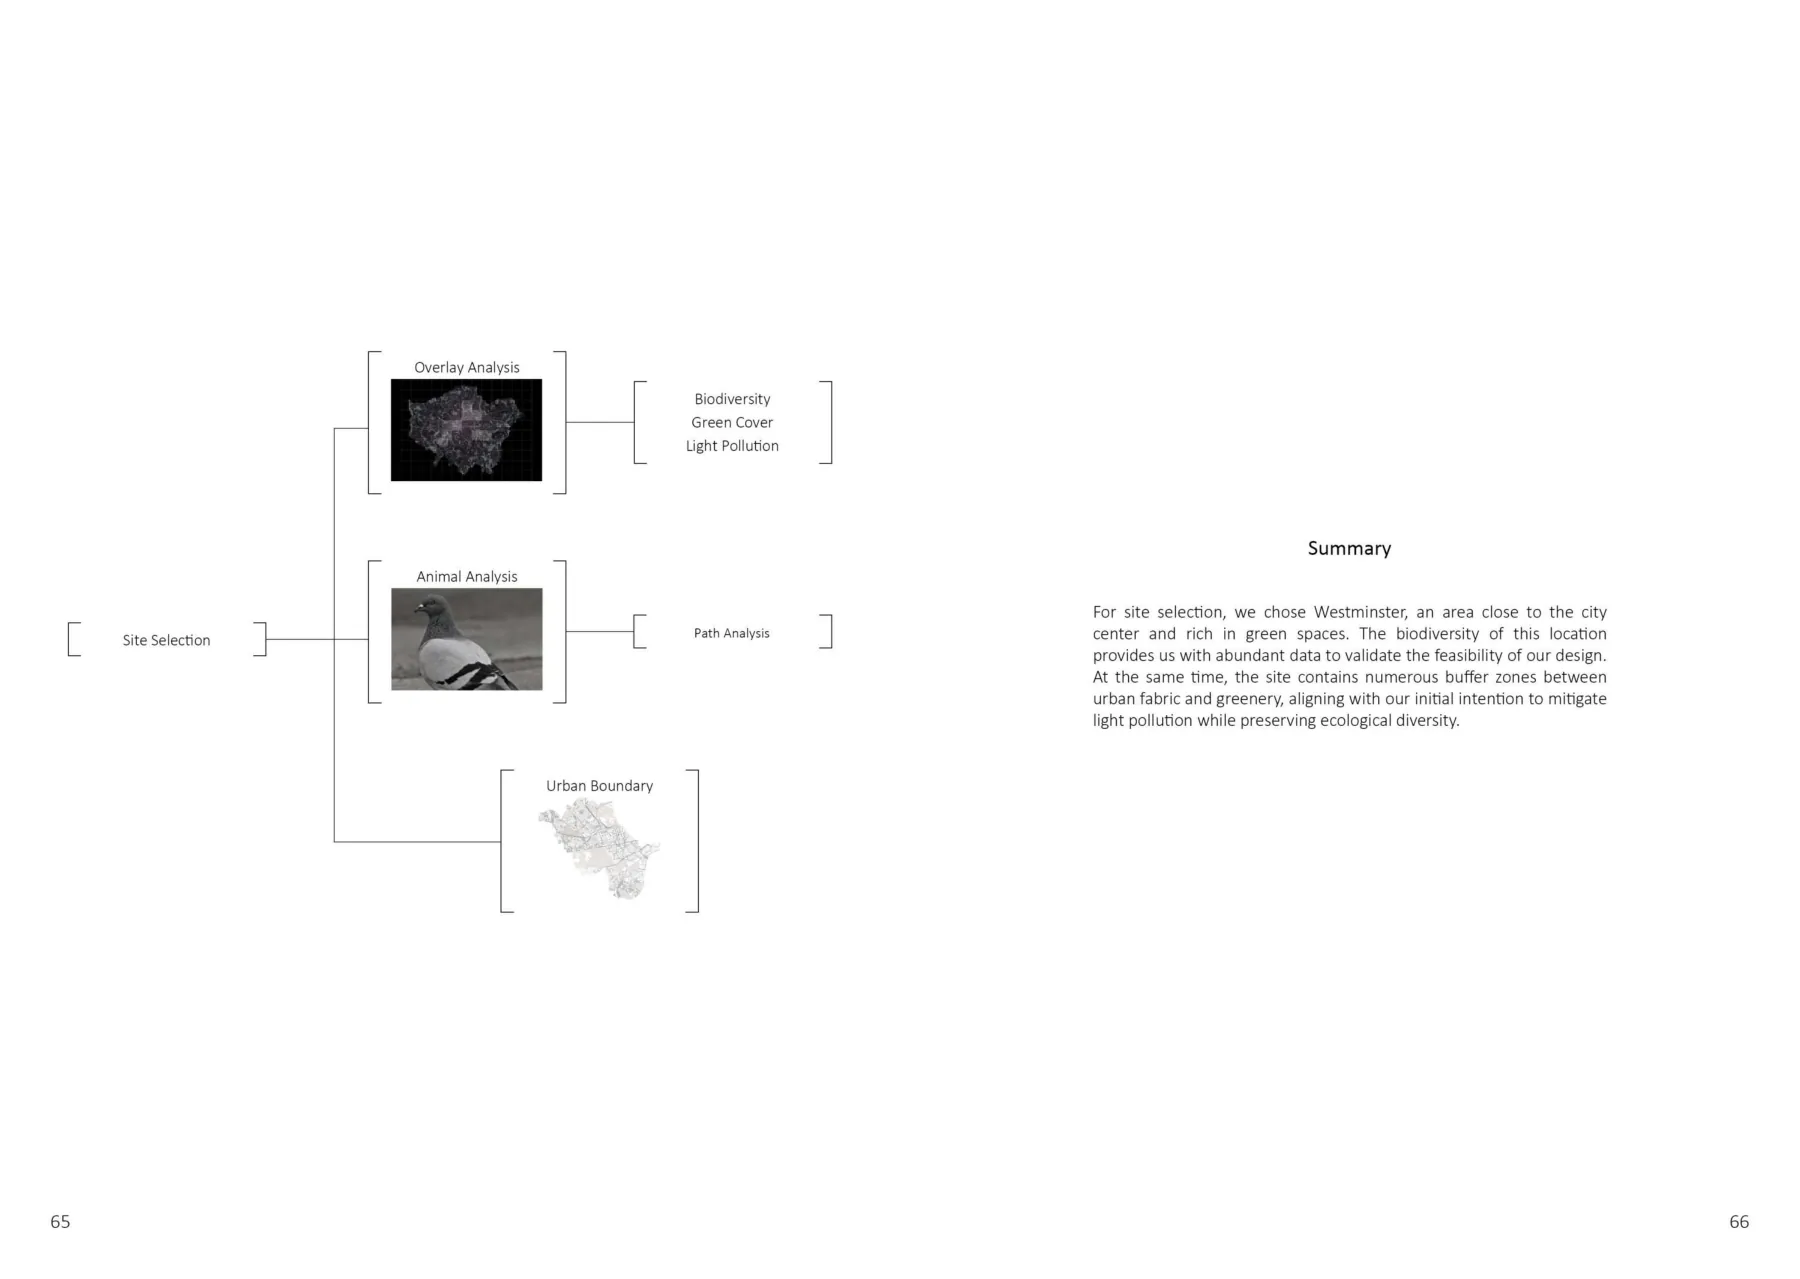 Overlay Analysis
Biodiversity
Green Cover
Light Pollution
Animal Analysis
Site Selection
Path Analysis
Urban Boundary
Summary
For site selection, we chose Westminster, an area close to the city
center and rich in green spaces. The biodiversity of this location
provides us with abundant data to validate the feasibility of our design.
At the same time, the site contains numerous buffer zones between
urban fabric and greenery, aligning with our initial intention to mitigate
light pollution while preserving ecological diversity.
65
66